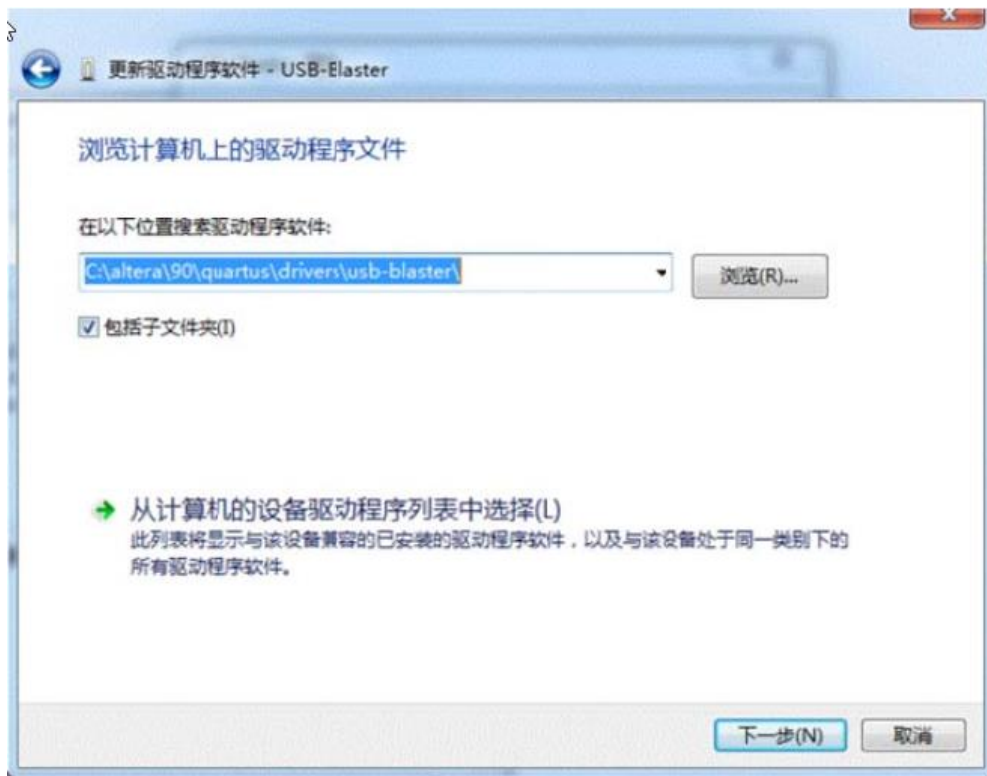 更新驱动程序软件 - USB-Elaster
浏览计算机上的驱动程序文件
在以下位置搜索驱动程序软件:
C:\altera\90\quartus\drivers\usb-blaster\
浏览(R)...
包括子文件夹(I)
从计算机的设备驱动程序列表中选择(L)
此列表将显示与该设备兼容的已安装的驱动程序软件，以及与该设备处于同一类别下的
所有驱动程序软件。
下一步(N)
取消